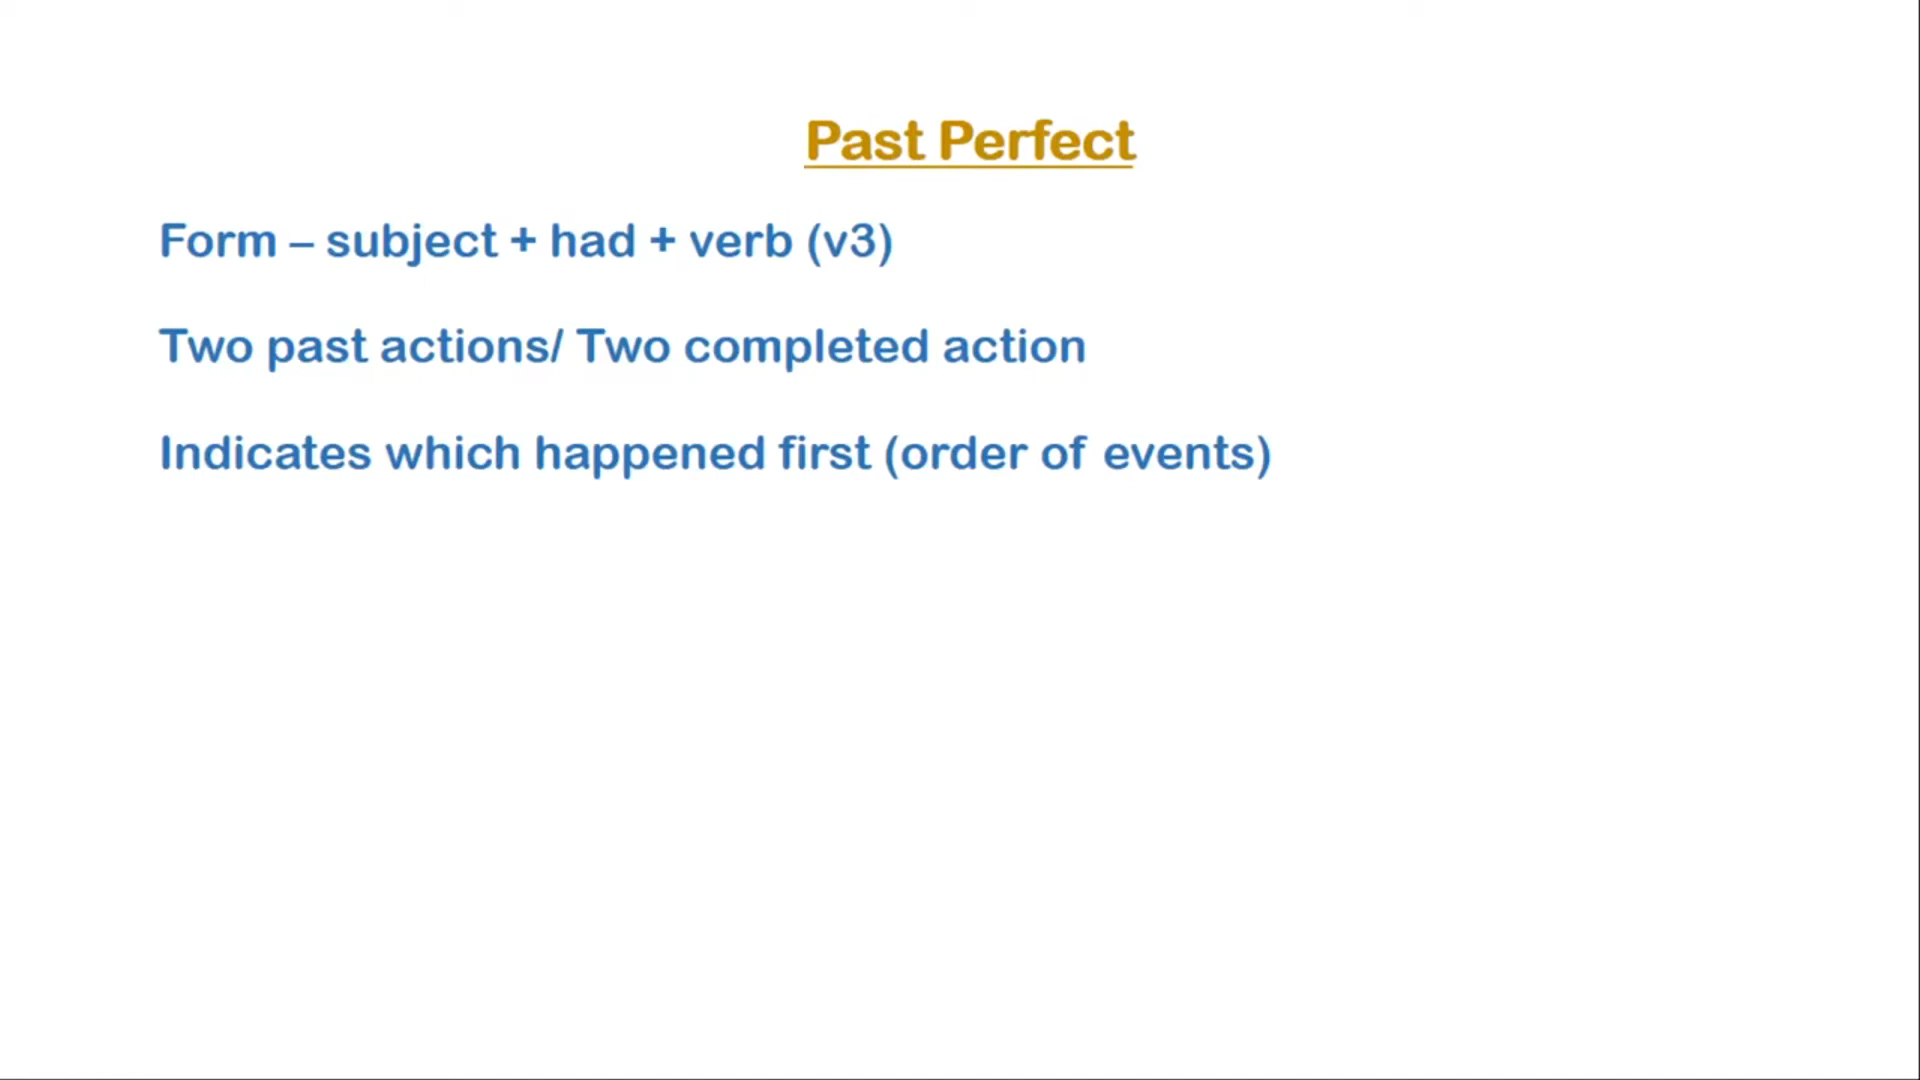 Past Perfect
Form – subject + had + verb (v3)
Two past actions/ Two completed action
Indicates which happened first (order of events)